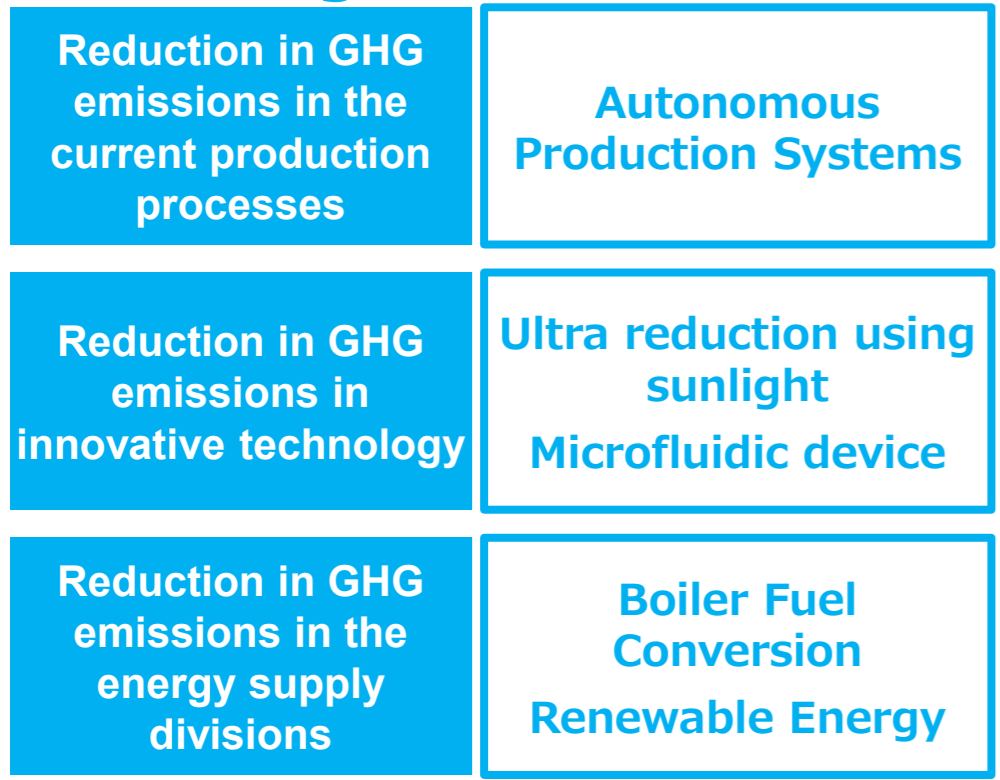 Reduction in GHG
emissions in the
current production
processes
Autonomous
Production Systems
Reduction in GHG
emissions in
innovative technology
Ultra reduction using
sunlight
Microfluidic device
Reduction in GHG
emissions in the
energy supply
divisions
Boiler Fuel
Conversion
Renewable Energy